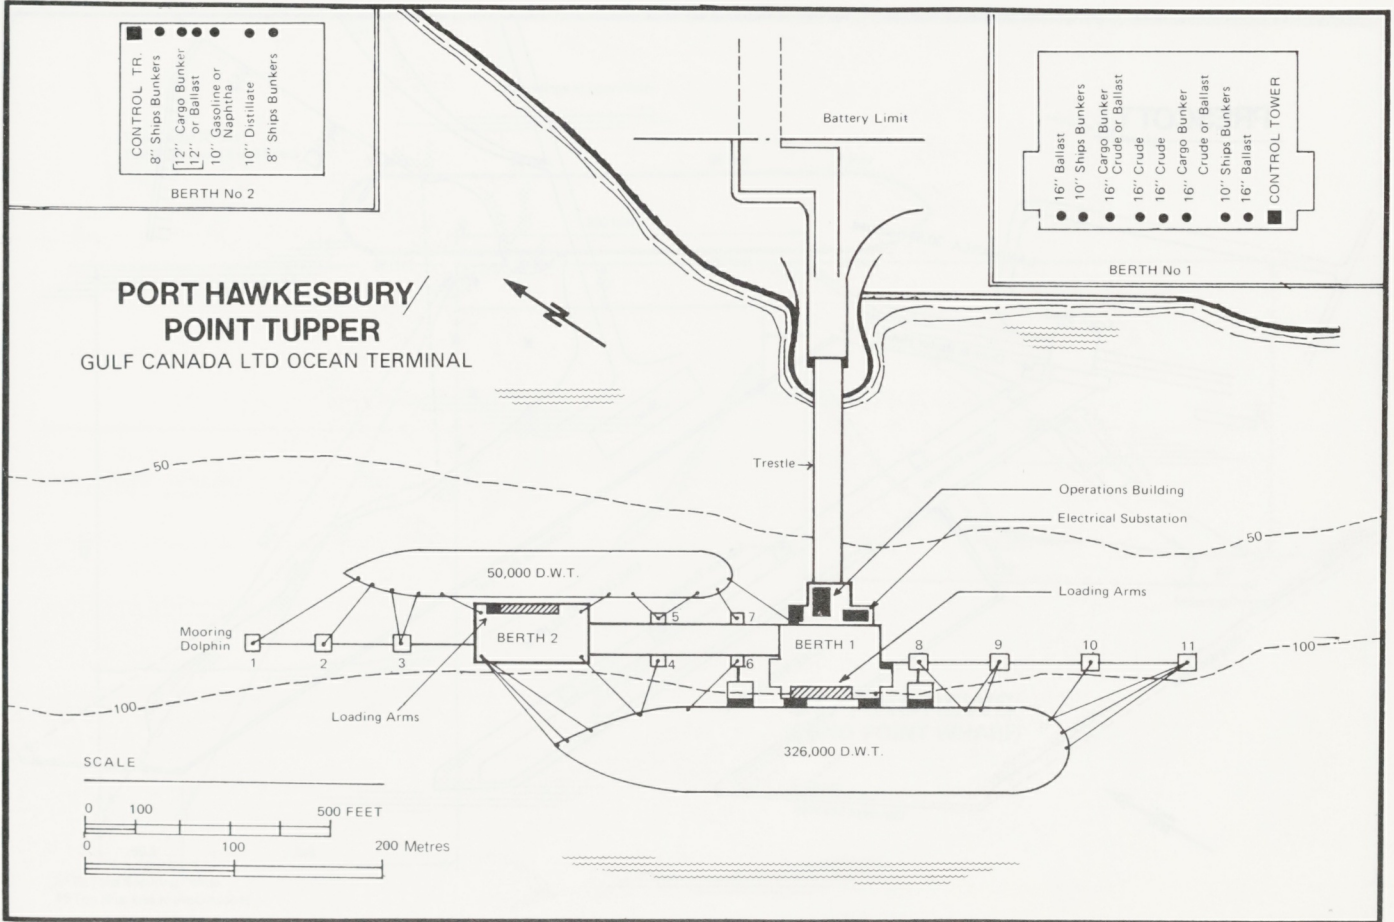 CONTROL TR.
8" Ships Bunkers
12" Cargo Bunker
12" or Ballast
10" Gasoline or
Naphtha
10" Distillate
8" Ships Bunkers
BERTH No 2
Battery Limit
16" Ballast
10" Ships Bunkers
16" Cargo Bunker
Crude or Ballast
16" Crude
16" Crude
16" Cargo Bunker
Crude or Ballast
10" Ships Bunkers
16" Ballast
CONTROL TOWER
BERTH No 1
PORT HAWKESBURY/
POINT TUPPER
GULF CANADA LTD OCEAN TERMINAL
N
50
Trestle
Operations Building
Electrical Substation
50
50,000 D.W.T.
Loading Arms
Mooring
Dolphin
1
2
3
BERTH 2
5
7
4
6
BERTH 1
8
9
10
11
100
100
Loading Arms
326,000 D.W.T.
SCALE
0 100 500 FEET
0 100 200 Metres